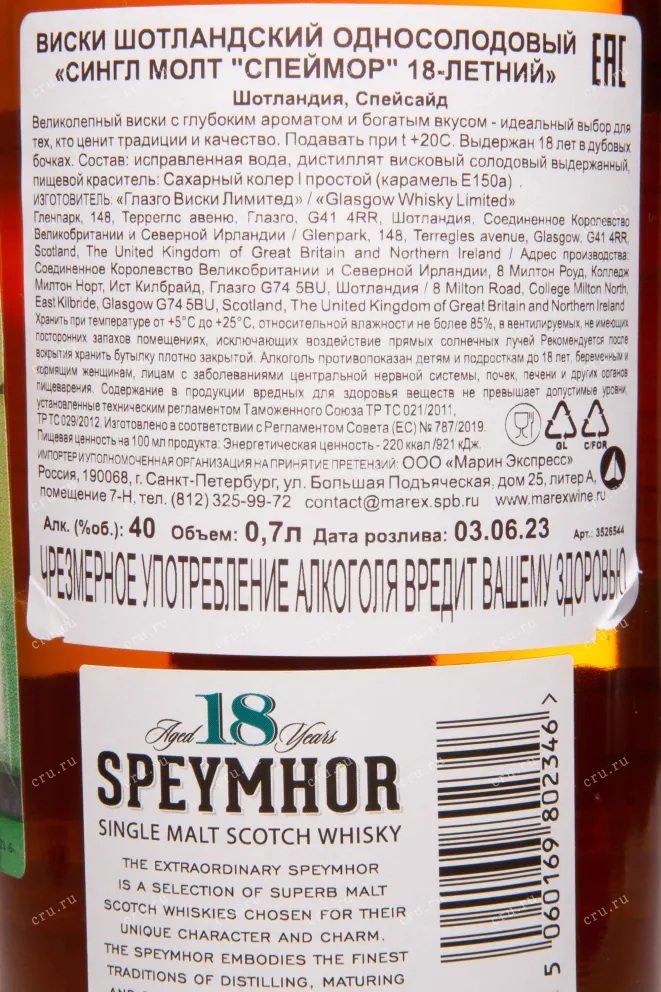 ВИСКИ ШОТЛАНДСКИЙ ОДНОСОЛОДОВЫЙ
«СИНГЛ МОЛТ "СПЕЙМОР" 18-ЛЕТНИЙ»
EAC
Шотландия, Спейсайд
Великолепный виски с глубоким ароматом и богатым вкусом - идеальный выбор для
тех, кто ценит традиции и качество. Подавать при t +20С. Выдержан 18 лет в дубовых
бочках. Состав: исправленная вода, дистиллят висковый солодовый выдержанный,
пищевой краситель: Сахарный колер I простой (карамель Е150а) .
ИЗГОТОВИТЕЛЬ: «Глазго Виски Лимитед» / «Glasgow Whisky Limited»
Гленпарк, 148, Терреглс авеню, Глазго, G41 4RR, Шотландия, Соединенное Королевство
Великобритании и Северной Ирландии / Glenpark, 148, Terregles avenue, Glasgow, G41 4RR,
Scotland, The United Kingdom of Great Britain and Northern Ireland / Адрес производства:
Соединенное Королевство Великобритании и Северной Ирландии, 8 Милтон Роуд, Колледж
Милтон Норт, Ист Килбрайд, Глазго G74 5BU, Шотландия / 8 Milton Road, College Milton North,
East Kilbride, Glasgow G74 5BU, Scotland, The United Kingdom of Great Britain and Northern Ireland
Хранить при температуре от +5°С до +25°С, относительной влажности не более 85%, в вентилируемых, не имеющих
посторонних запахов помещениях, исключающих воздействие прямых солнечных лучей Рекомендуется после
вскрытия хранить бутылку плотно закрытой. Алкоголь противопоказан детям и подросткам до 18 лет, беременным и
кормящим женщинам, лицам с заболеваниями центральной нервной системы, почек, печени и других органов
пищеварения. Содержание в продукции вредных для здоровья веществ не превышает допустимые уровни,
установленные техническим регламентом Таможенного Союза ТР ТС 021/2011,
ТР ТС 029/2012. Изготовлено в соответствии с Регламентом Совета (ЕС) № 787/2019.
Пищевая ценность на 100 мл продукта: Энергетическая ценность - 220 ккал /921 кДж.
GL C/FOR
ИМПОРТЕР И УПОЛНОМОЧЕННАЯ ОРГАНИЗАЦИЯ НА ПРИНЯТИЕ ПРЕТЕНЗИЙ: ООО «Марин Экспресс»
Россия, 190068, г. Санкт-Петербург, ул. Большая Подъяческая, дом 25, литер А,
помещение 7-Н, тел. (812) 325-99-72 contact@marex.spb.ru www.marexwine.ru
Алк. (%об.): 40 Объем: 0,7л Дата розлива: 03.06.23 Арт.: 3526544
ЧРЕЗМЕРНОЕ УПОТРЕБЛЕНИЕ АЛКОГОЛЯ ВРЕДИТ ВАШЕМУ ЗДОРОВЬЮ
Aged 18 Years
SPEYMHOR
SINGLE MALT SCOTCH WHISKY
THE EXTRAORDINARY SPEYMHOR
IS A SELECTION OF SUPERB MALT
SCOTCH WHISKIES CHOSEN FOR THEIR
UNIQUE CHARACTER AND CHARM.
THE SPEYMHOR EMBODIES THE FINEST
TRADITIONS OF DISTILLING, MATURING
5 060169 802346 >
cru.ru